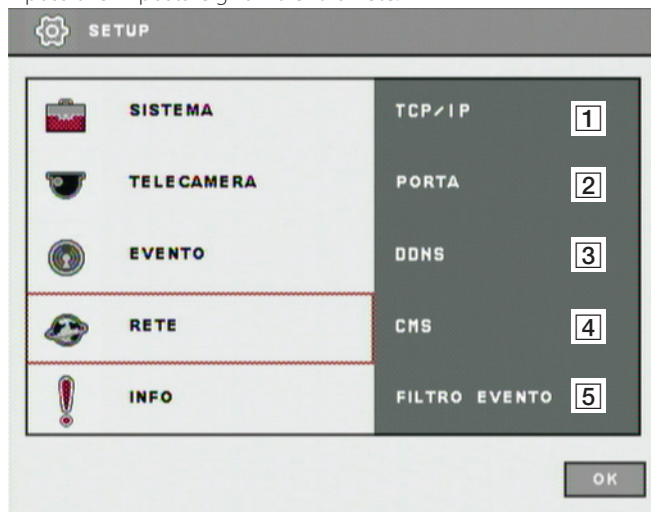 SETUP
SISTEMA
TELECAMERA
EVENTO
RETE
INFO
TCP/IP 1
PORTA 2
DDNS 3
CMS 4
FILTRO EVENTO 5
OK